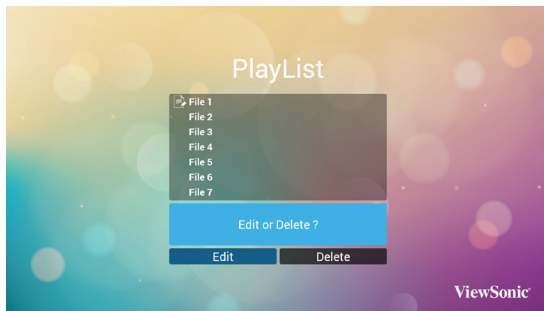 PlayList
File 1
File 2
File 3
File 4
File 5
File 6
File 7
Edit or Delete ?
Edit
Delete
ViewSonic